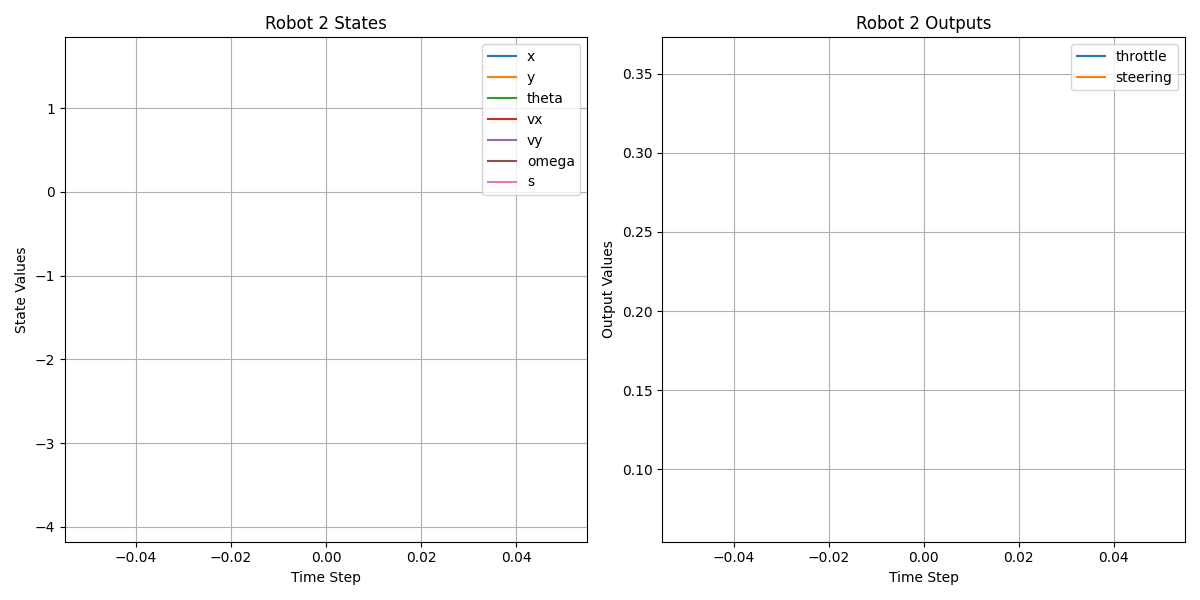 Robot 2 States
x
y
theta
vx
vy
omega
s
1
0
−1
−2
−3
−4
State Values
−0.04
−0.02
0.00
0.02
0.04
Time Step
Robot 2 Outputs
throttle
steering
0.35
0.30
0.25
0.20
0.15
0.10
Output Values
−0.04
−0.02
0.00
0.02
0.04
Time Step